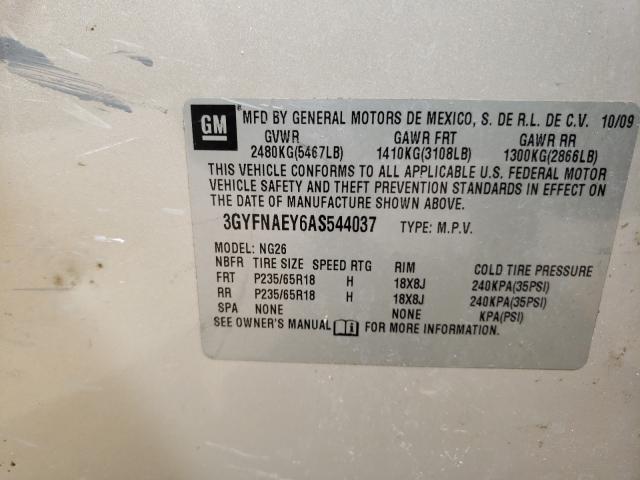 GM MFD BY GENERAL MOTORS DE MEXICO, S. DE R.L. DE C.V. 10/09
GVWR GAWR FRT GAWR RR
2480KG(5467LB) 1410KG(3108LB) 1300KG(2866LB)
THIS VEHICLE CONFORMS TO ALL APPLICABLE U.S. FEDERAL MOTOR
VEHICLE SAFETY AND THEFT PREVENTION STANDARDS IN EFFECT ON
THE DATE OF MANUFACTURE SHOWN ABOVE.
3GYFNAEY6AS544037 TYPE: M.P.V.
MODEL: NG26
NBFR TIRE SIZE SPEED RTG RIM COLD TIRE PRESSURE
FRT P235/65R18 H 18X8J 240KPA(35PSI)
RR P235/65R18 H 18X8J 240KPA(35PSI)
SPA NONE NONE KPA(PSI)
SEE OWNER'S MANUAL FOR MORE INFORMATION.